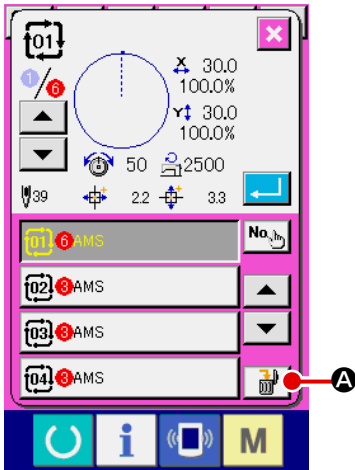 01
1/6
X 30.0
100.0%
Y 30.0
100.0%
50 2500
39 2.2 3.3
01 6 AMS
No.
02 3 AMS
03 3 AMS
04 3 AMS
A
i M